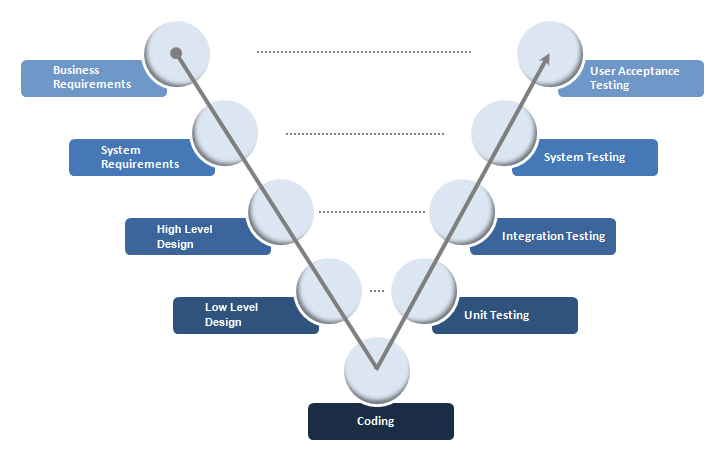 Business
Requirements
User Acceptance
Testing
System
Requirements
System Testing
High Level
Design
Integration Testing
Low Level
Design
Unit Testing
Coding